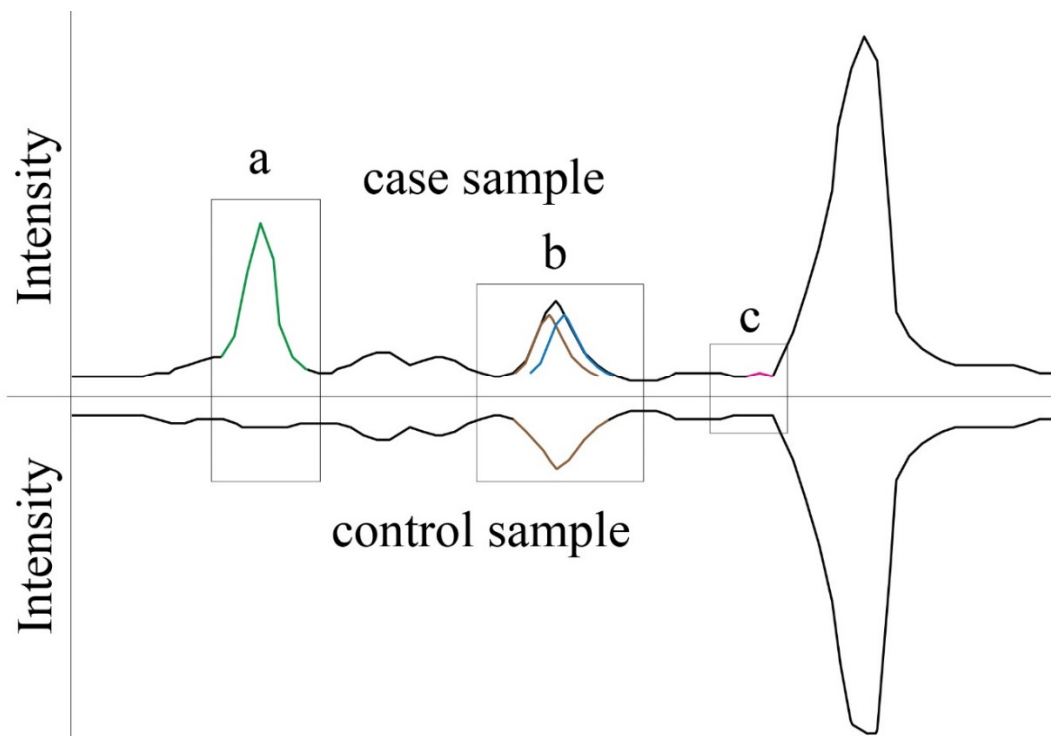 Intensity
a
case sample
b
c
control sample
Intensity